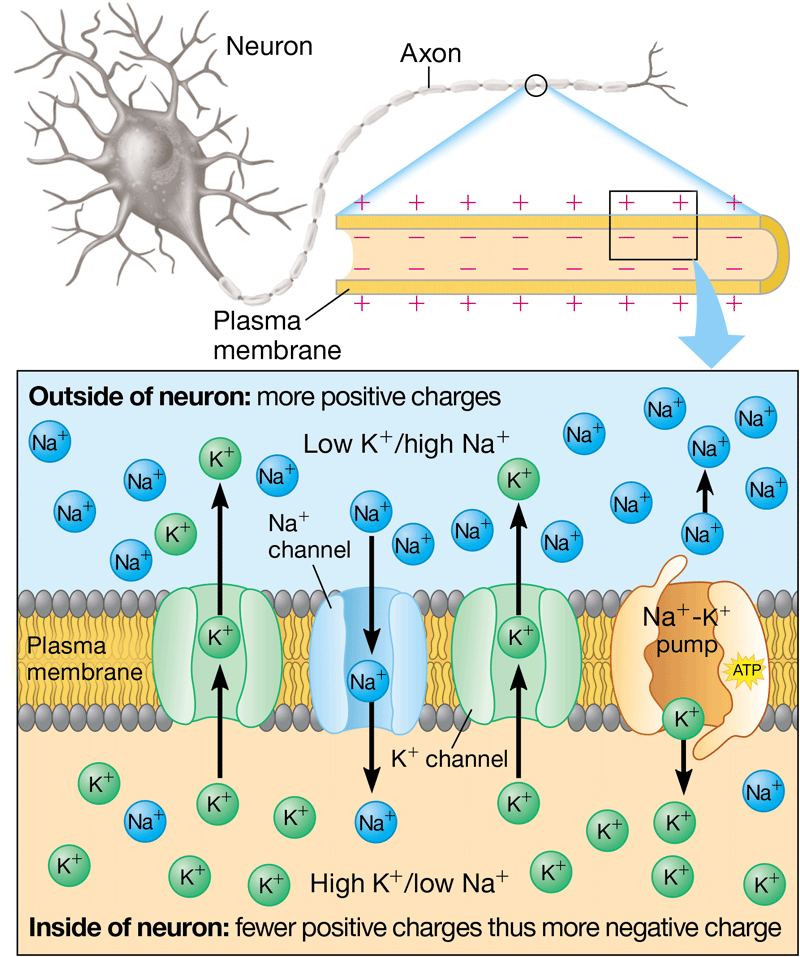 Neuron
Axon
+ + + + + + + +
− − − − − − − −
− − − − − − − −
+ + + + + + + +
Plasma
membrane
Outside of neuron: more positive charges
Low K⁺/high Na⁺
Na⁺
K⁺
Na⁺
Na⁺
Na⁺
K⁺
Na⁺
Na⁺
Na⁺
channel
Na⁺
Na⁺
Na⁺
K⁺
Na⁺
Na⁺
Na⁺
Na⁺
Na⁺
Na⁺
Na⁺
Na⁺
Plasma
membrane
K⁺
Na⁺
K⁺
Na⁺-K⁺
pump
ATP
K⁺
K⁺ channel
K⁺
Na⁺
K⁺
K⁺
Na⁺
K⁺
K⁺
K⁺
Na⁺
K⁺
K⁺
K⁺
K⁺
K⁺
K⁺
High K⁺/low Na⁺
Inside of neuron: fewer positive charges thus more negative charge